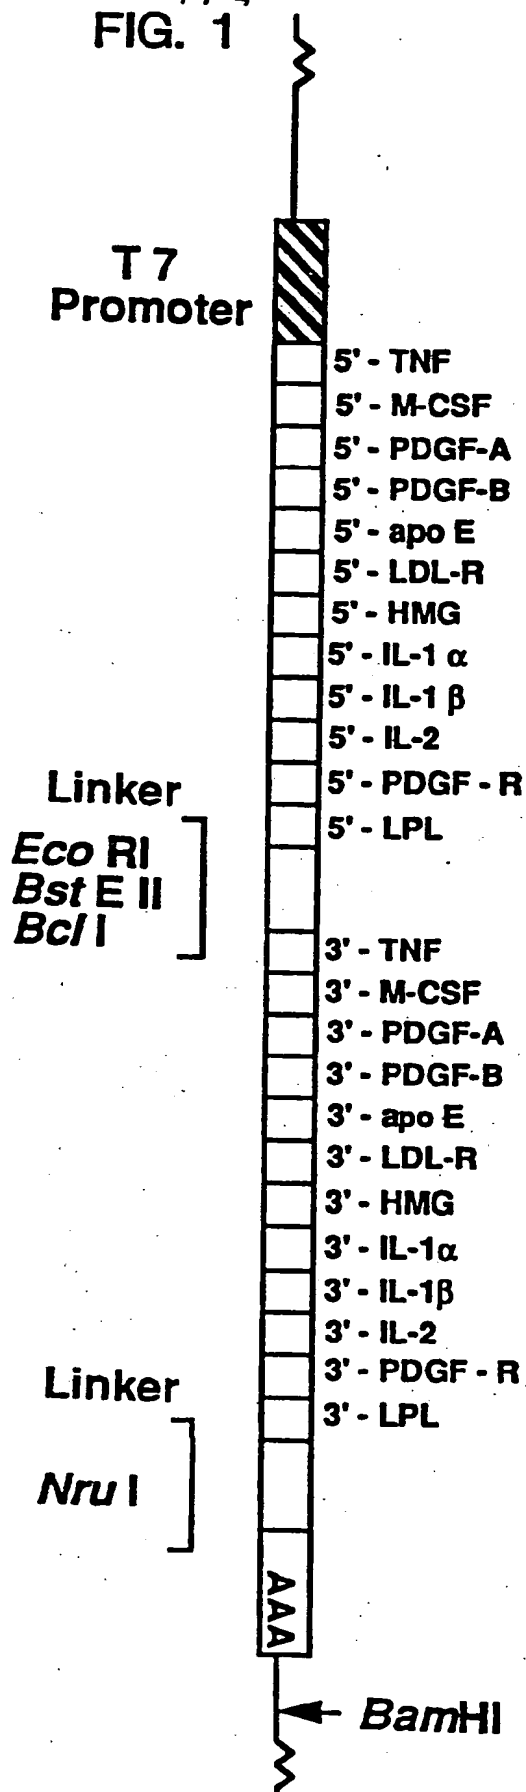 FIG. 1
T 7
Promoter
5' - TNF
5' - M-CSF
5' - PDGF-A
5' - PDGF-B
5' - apo E
5' - LDL-R
5' - HMG
5' - IL-1 α
5' - IL-1 β
5' - IL-2
5' - PDGF - R
5' - LPL
Linker
Eco RI
Bst E II
Bcl I
3' - TNF
3' - M-CSF
3' - PDGF-A
3' - PDGF-B
3' - apo E
3' - LDL-R
3' - HMG
3' - IL-1α
3' - IL-1β
3' - IL-2
3' - PDGF - R
3' - LPL
Linker
Nru I
AAA
BamHI